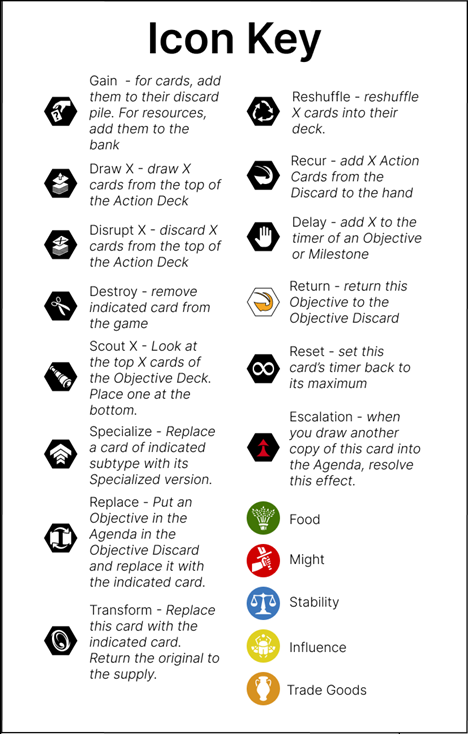 Icon Key
Gain - for cards, add
them to their discard
pile. For resources,
add them to the
bank
Draw X - draw X
cards from the top of
the Action Deck
Disrupt X - discard X
cards from the top of
the Action Deck
Destroy - remove
indicated card from
the game
Scout X - Look at
the top X cards of
the Objective Deck.
Place one at the
bottom.
Specialize - Replace
a card of indicated
subtype with its
Specialized version.
Replace - Put an
Objective in the
Agenda in the
Objective Discard
and replace it with
the indicated card.
Transform - Replace
this card with the
indicated card.
Return the original to
the supply.
Reshuffle - reshuffle
X cards into their
deck.
Recur - add X Action
Cards from the
Discard to the hand
Delay - add X to the
timer of an Objective
or Milestone
Return - return this
Objective to the
Objective Discard
Reset - set this
card's timer back to
its maximum
Escalation - when
you draw another
copy of this card into
the Agenda, resolve
this effect.
Food
Might
Stability
Influence
Trade Goods